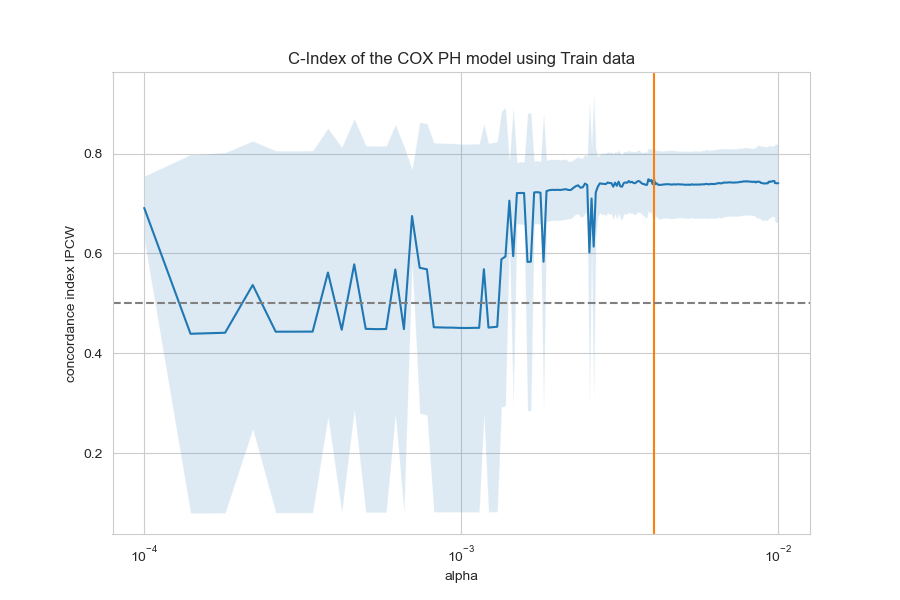 C-Index of the COX PH model using Train data
concordance index IPCW
0.8
0.6
0.4
0.2
10⁻⁴
10⁻³
10⁻²
alpha